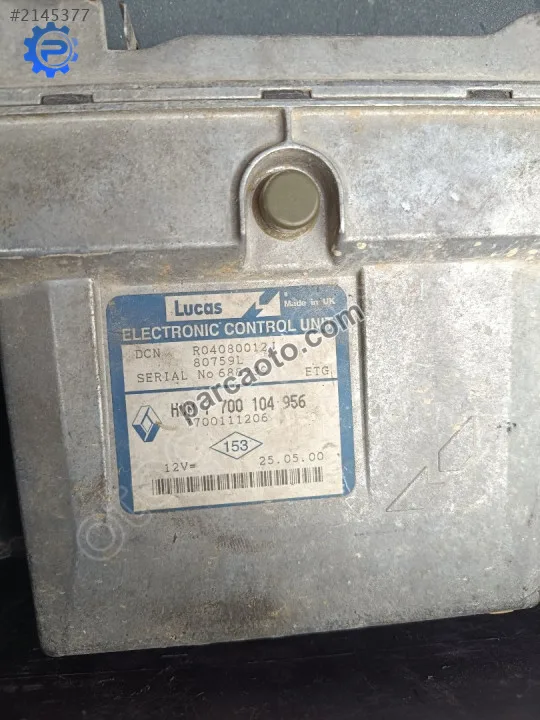 #2145377
Lucas
Made in UK
ELECTRONIC CONTROL UNIT
DCN R04080012
80759L
SERIAL No ETG
700 104 956
7700111206
153
12V= 25.05.00
parcaoto.com